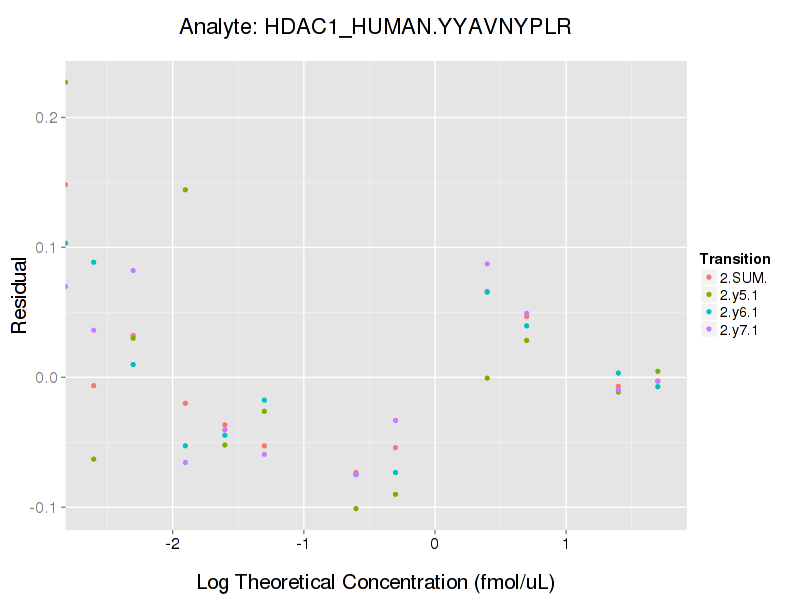 Analyte: HDAC1_HUMAN.YYAVNYPLR
0.2
0.1
0.0
-0.1
Residual
-2 -1 0 1
Log Theoretical Concentration (fmol/uL)
Transition
2.SUM.
2.y5.1
2.y6.1
2.y7.1